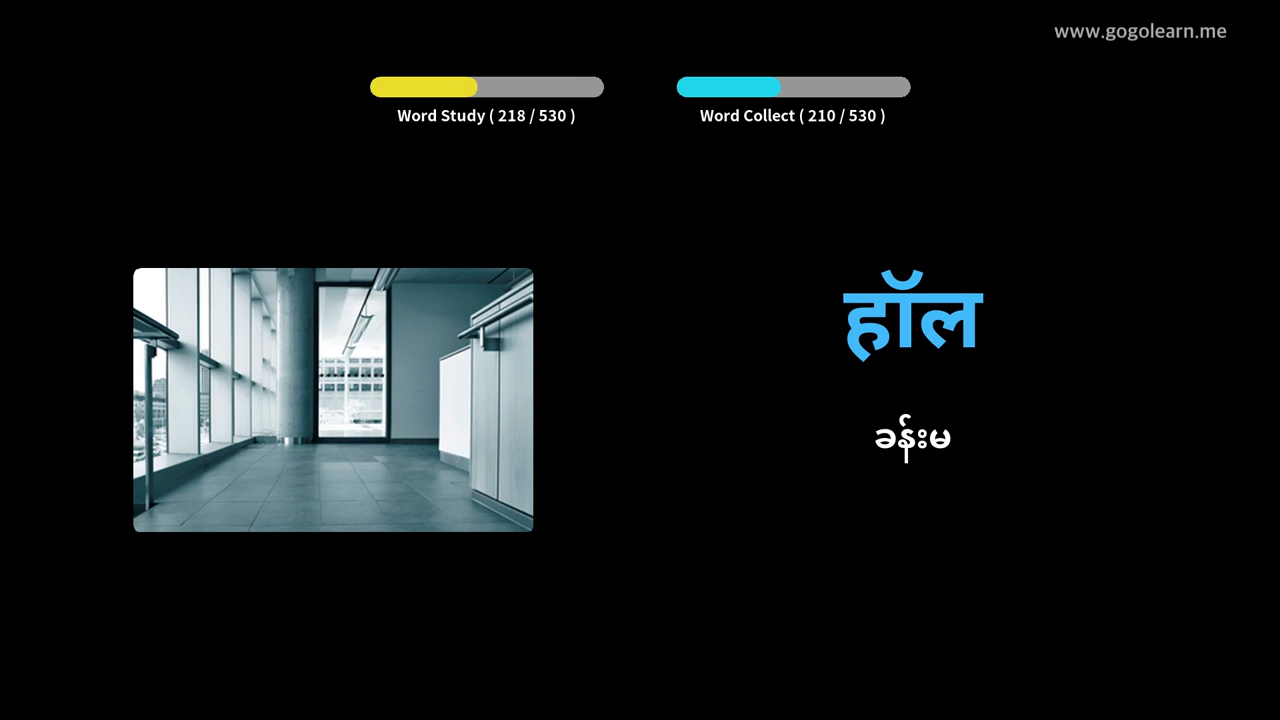 www.gogolearn.me
Word Study ( 218 / 530 )
Word Collect ( 210 / 530 )
हॉल
ခန်းမ